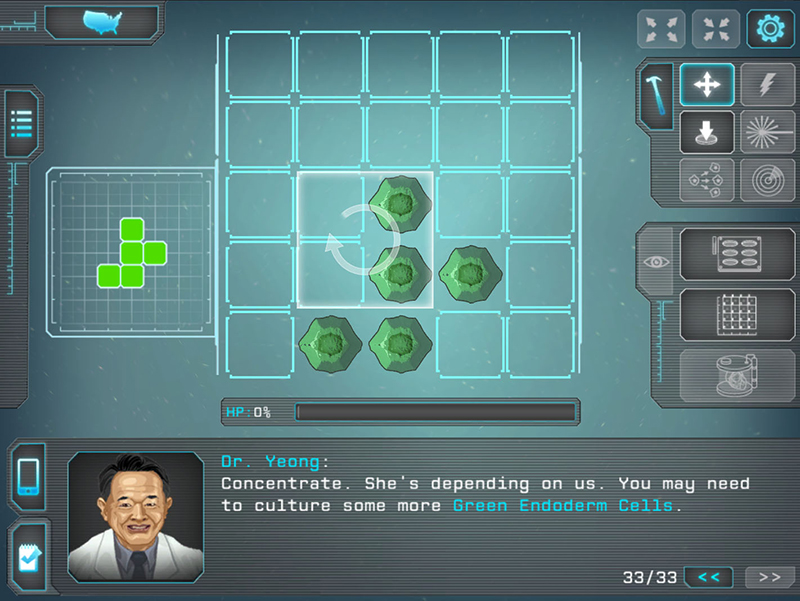 HP:0%
Dr. Yeong:
Concentrate. She's depending on us. You may need
to culture some more Green Endoderm Cells.
33/33 << >>